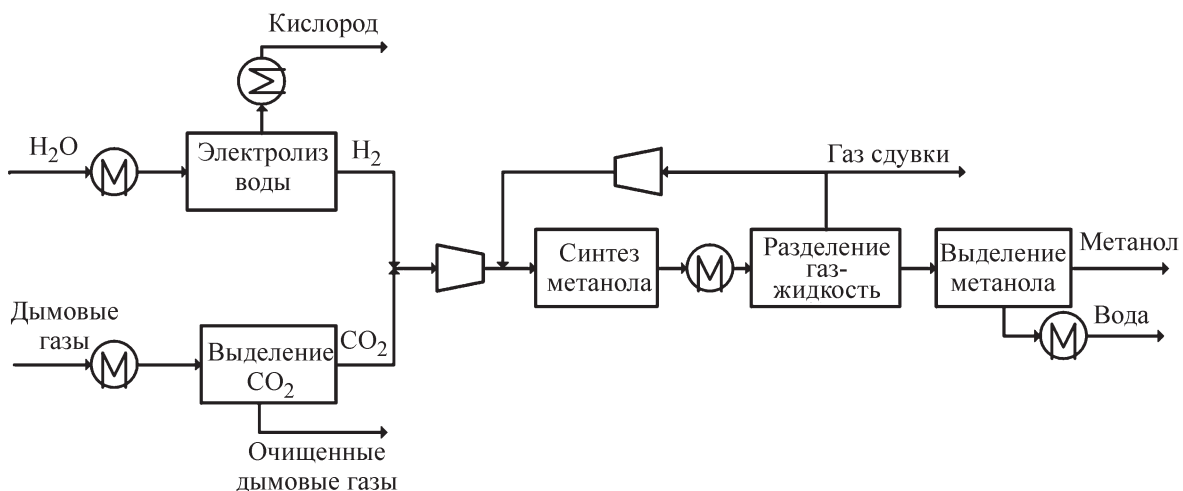 Кислород
H₂O
Электролиз
воды
H₂
Газ сдувки
Синтез
метанола
Разделение
газ-
жидкость
Выделение
метанола
Метанол
Вода
Дымовые
газы
Выделение
CO₂
CO₂
Очищенные
дымовые газы